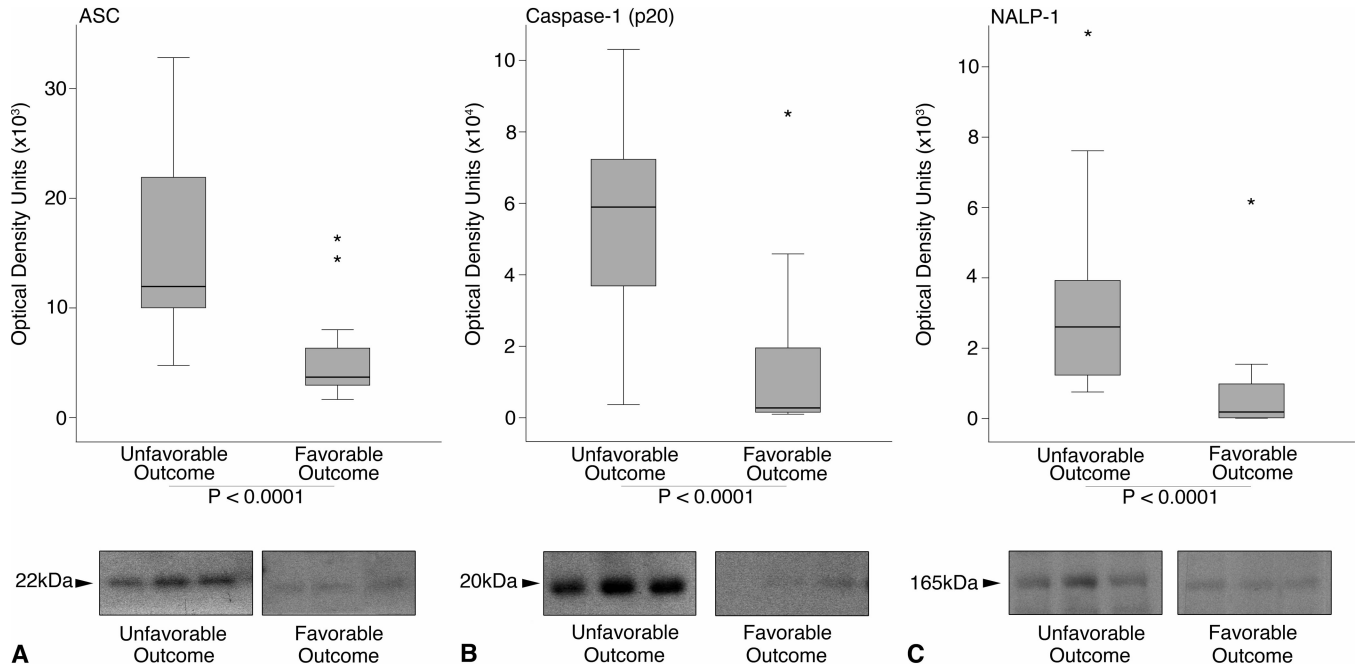 ASC
Optical Density Units (x10³)
30
20
10
0
Unfavorable Outcome
Favorable Outcome
P < 0.0001
22kDa
Unfavorable Outcome
Favorable Outcome
A
Caspase-1 (p20)
Optical Density Units (x10⁴)
10
8
6
4
2
0
*
Unfavorable Outcome
Favorable Outcome
P < 0.0001
20kDa
Unfavorable Outcome
Favorable Outcome
B
NALP-1
Optical Density Units (x10³)
10
8
6
4
2
0
*
*
Unfavorable Outcome
Favorable Outcome
P < 0.0001
165kDa
Unfavorable Outcome
Favorable Outcome
C